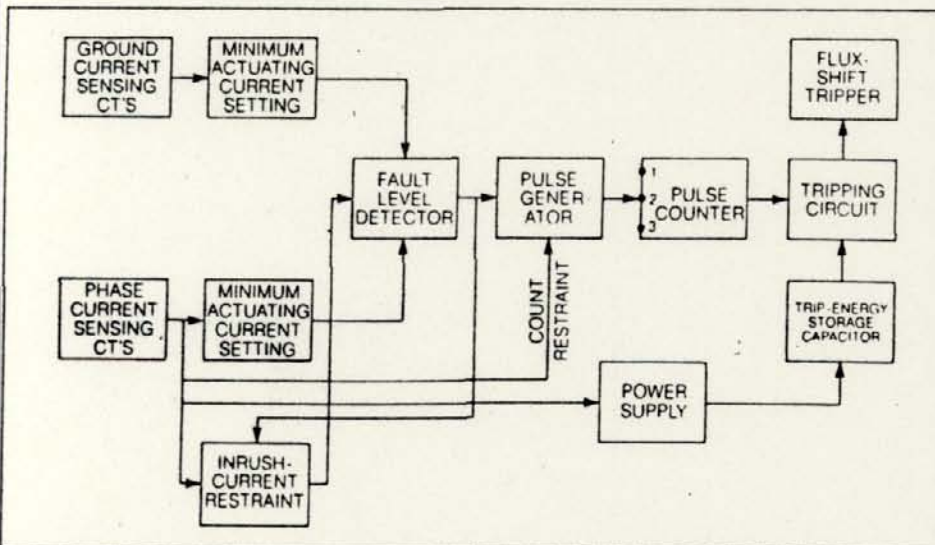 GROUND
CURRENT
SENSING
CT'S
MINIMUM
ACTUATING
CURRENT
SETTING
FLUX-
SHIFT
TRIPPER
FAULT
LEVEL
DETECTOR
PULSE
GENER-
ATOR
1
2
3
PULSE
COUNTER
TRIPPING
CIRCUIT
PHASE
CURRENT
SENSING
CT'S
MINIMUM
ACTUATING
CURRENT
SETTING
COUNT
RESTRAINT
TRIP-ENERGY
STORAGE
CAPACITOR
POWER
SUPPLY
INRUSH-
CURRENT
RESTRAINT